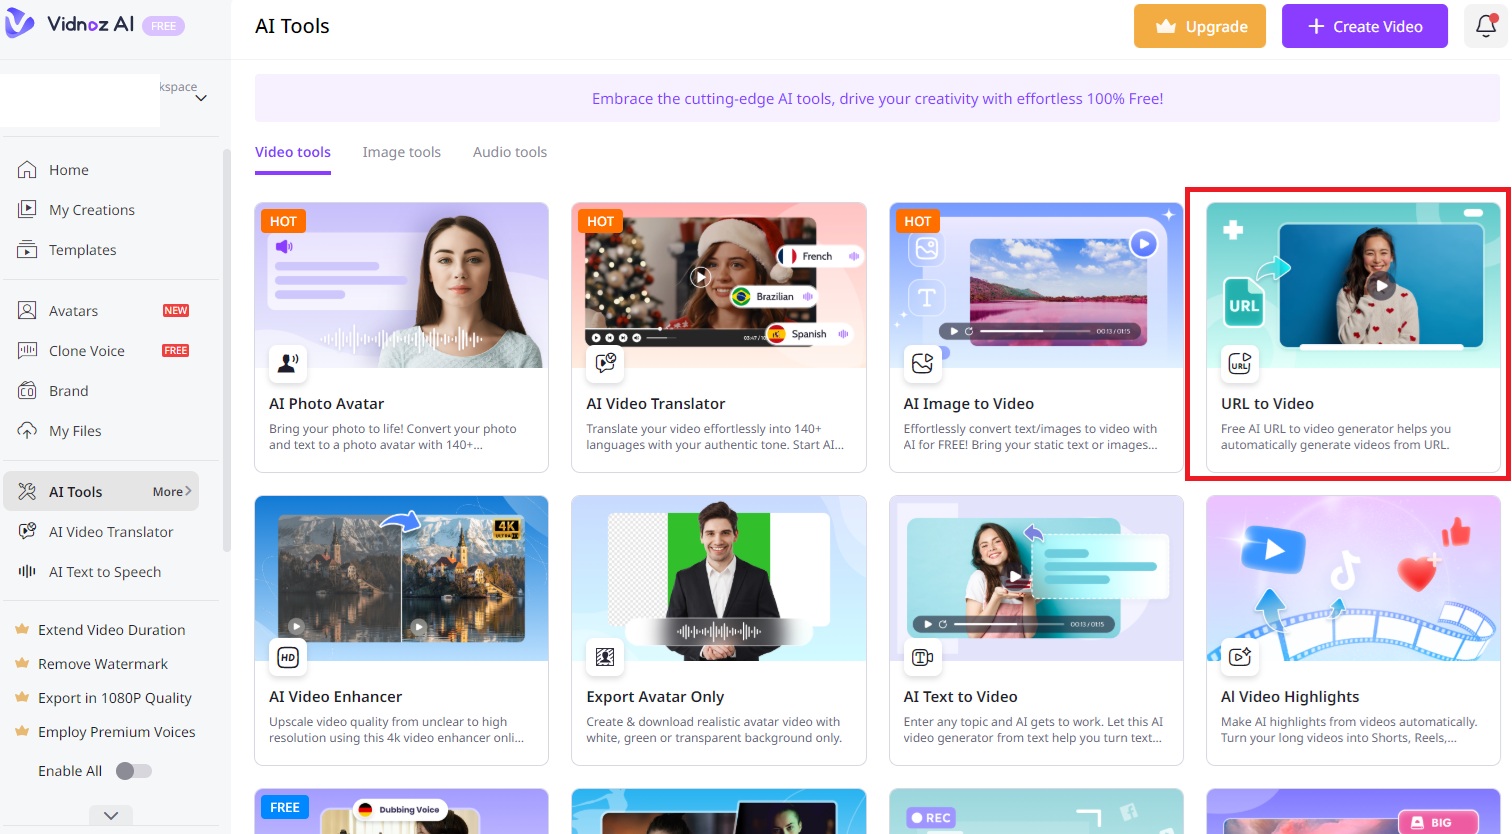 Vidnoz AI FREE
AI Tools
Upgrade
Create Video
kspace
Embrace the cutting-edge AI tools, drive your creativity with effortless 100% Free!
Video tools
Image tools
Audio tools
Home
My Creations
Templates
Avatars NEW
Clone Voice FREE
Brand
My Files
AI Tools More
AI Video Translator
AI Text to Speech
Extend Video Duration
Remove Watermark
Export in 1080P Quality
Employ Premium Voices
Enable All
HOT
AI Photo Avatar
Bring your photo to life! Convert your photo
and text to a photo avatar with 140+...
HOT
French
Brazilian
Spanish
AI Video Translator
Translate your video effortlessly into 140+
languages with your authentic tone. Start AI...
HOT
T
00:13/01:15
AI Image to Video
Effortlessly convert text/images to video with
AI for FREE! Bring your static text or images...
URL
URL
URL to Video
Free AI URL to video generator helps you
automatically generate videos from URL.
4K
ULTRA HD
HD
AI Video Enhancer
Upscale video quality from unclear to high
resolution using this 4k video enhancer onli...
Export Avatar Only
Create & download realistic avatar video with
white, green or transparent background only.
00:13/01:15
T
AI Text to Video
Enter any topic and AI gets to work. Let this AI
video generator from text help you turn text...
AI Video Highlights
Make AI highlights from videos automatically.
Turn your long videos into Shorts, Reels,...
FREE
Dubbing Voice
REC
BIG